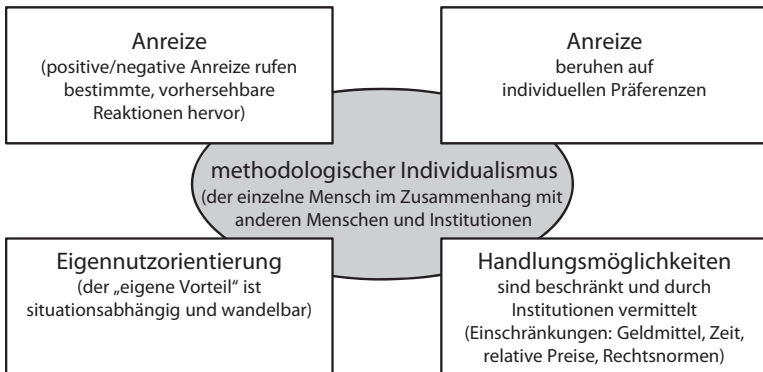 Anreize
(positive/negative Anreize rufen
bestimmte, vorhersehbare
Reaktionen hervor)
Anreize
beruhen auf
individuellen Präferenzen
methodologischer Individualismus
(der einzelne Mensch im Zusammenhang mit
anderen Menschen und Institutionen
Eigennutzorientierung
(der „eigene Vorteil“ ist
situationsabhängig und wandelbar)
Handlungsmöglichkeiten
sind beschränkt und durch
Institutionen vermittelt
(Einschränkungen: Geldmittel, Zeit,
relative Preise, Rechtsnormen)